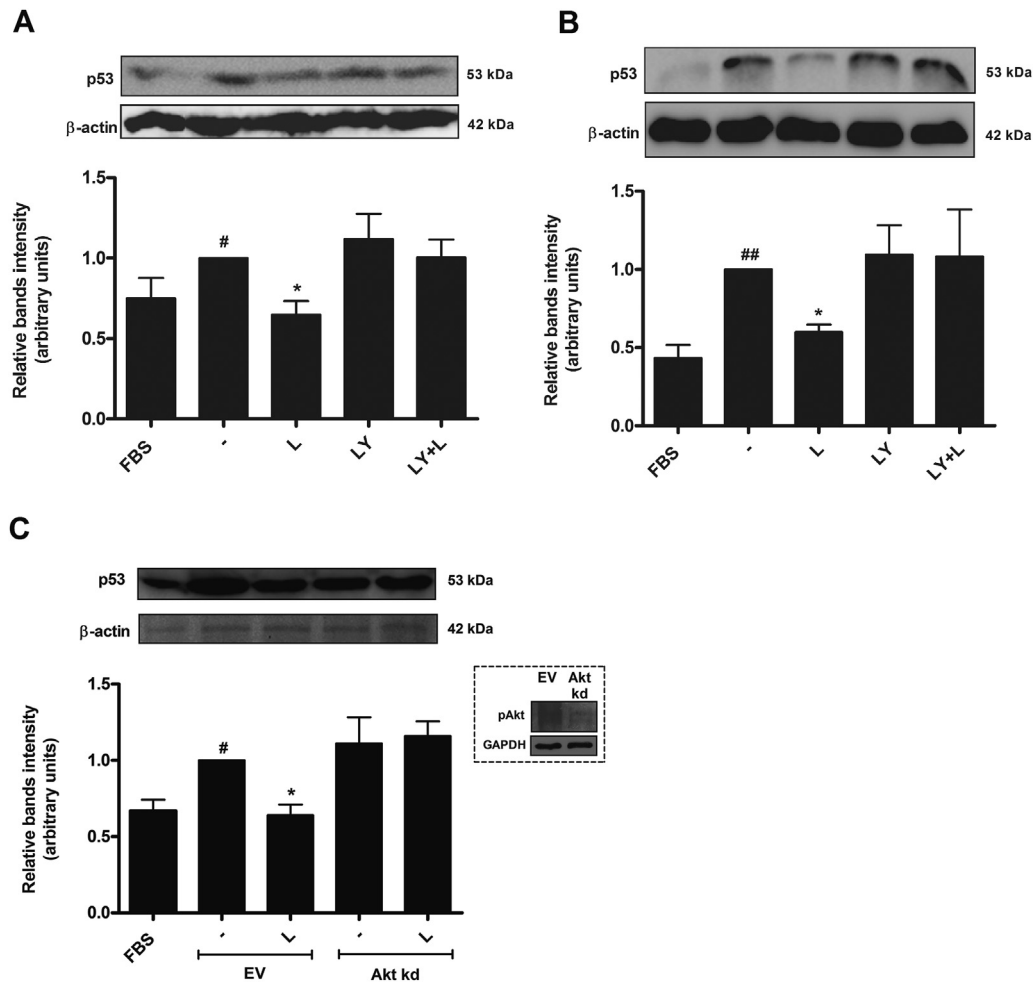 A
p53
53 kDa
β-actin
42 kDa
Relative bands intensity
(arbitrary units)
1.5
1.0
0.5
0.0
#
*
FBS
-
L
LY
LY+L
B
p53
53 kDa
β-actin
42 kDa
Relative bands intensity
(arbitrary units)
1.5
1.0
0.5
0.0
##
*
FBS
-
L
LY
LY+L
C
p53
53 kDa
β-actin
42 kDa
Relative bands intensity
(arbitrary units)
1.5
1.0
0.5
0.0
#
*
FBS
-
L
-
L
EV
Akt kd
EV
Akt
kd
pAkt
GAPDH